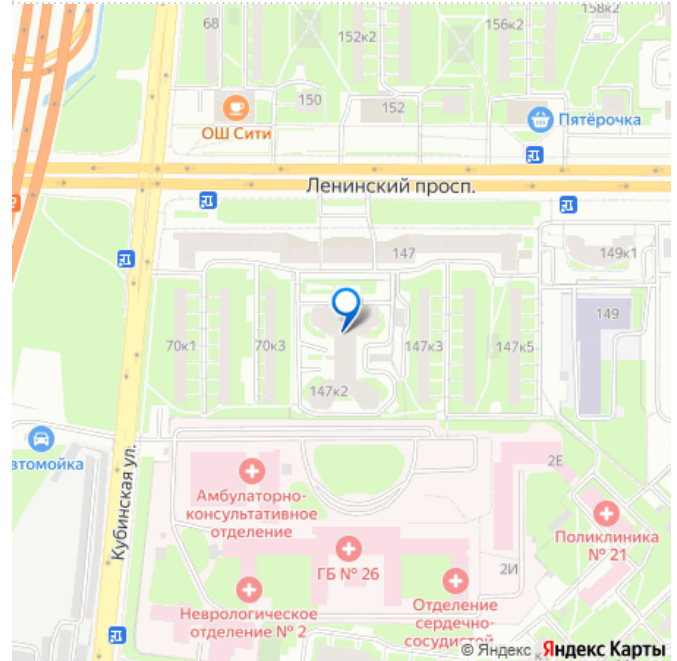 68
152к2
156к2
158к2
150
152
ОШ Сити
Пятёрочка
Ленинский просп.
147
149к1
149
70к1
70к3
147к3
147к5
147к2
втомойка
Кубинская ул.
2Е
Амбулаторно-
консультативное
отделение
Поликлиника
№ 21
ГБ № 26
2И
Неврологическое
отделение № 2
Отделение
сердечно-
сосудистой
© Яндекс Яндекс Карты